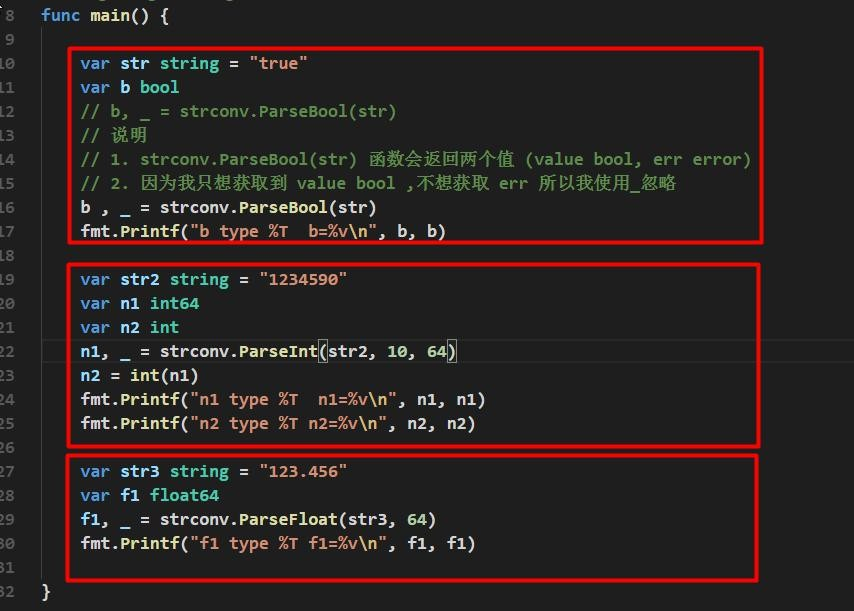 8 func main() {
9
10 var str string = "true"
11 var b bool
12 // b, _ = strconv.ParseBool(str)
13 // 说明
14 // 1. strconv.ParseBool(str) 函数会返回两个值 (value bool, err error)
15 // 2. 因为我只想获取到 value bool ,不想获取 err 所以我使用_忽略
16 b , _ = strconv.ParseBool(str)
17 fmt.Printf("b type %T  b=%v\n", b, b)
18
19 var str2 string = "1234590"
20 var n1 int64
21 var n2 int
22 n1, _ = strconv.ParseInt(str2, 10, 64)
23 n2 = int(n1)
24 fmt.Printf("n1 type %T  n1=%v\n", n1, n1)
25 fmt.Printf("n2 type %T n2=%v\n", n2, n2)
26
27 var str3 string = "123.456"
28 var f1 float64
29 f1, _ = strconv.ParseFloat(str3, 64)
30 fmt.Printf("f1 type %T f1=%v\n", f1, f1)
31
32 }